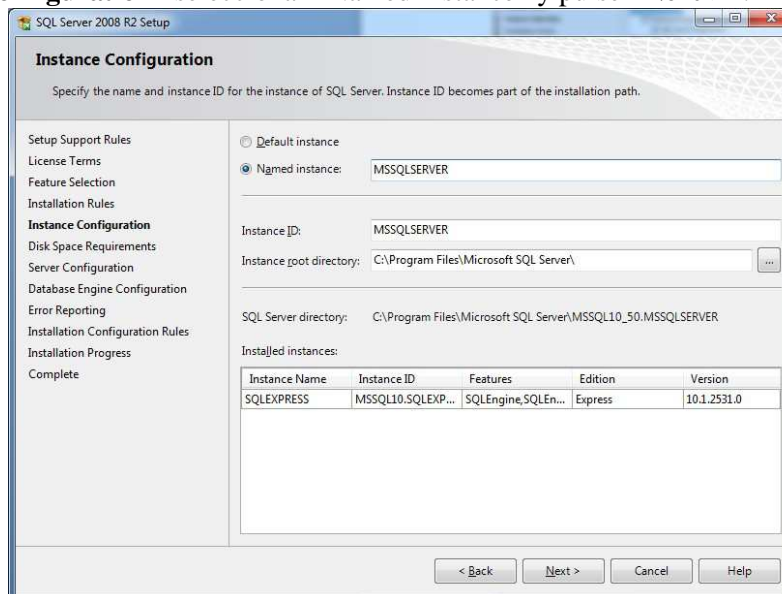 SQL Server 2008 R2 Setup
Instance Configuration
Specify the name and instance ID for the instance of SQL Server. Instance ID becomes part of the installation path.
Setup Support Rules
License Terms
Feature Selection
Installation Rules
Instance Configuration
Disk Space Requirements
Server Configuration
Database Engine Configuration
Error Reporting
Installation Configuration Rules
Installation Progress
Complete
Default instance
Named instance: MSSQLSERVER
Instance ID: MSSQLSERVER
Instance root directory: C:\Program Files\Microsoft SQL Server\ ...
SQL Server directory: C:\Program Files\Microsoft SQL Server\MSSQL10_50.MSSQLSERVER
Installed instances:
Instance Name Instance ID Features Edition Version
SQLEXPRESS MSSQL10.SQLEXP... SQLEngine,SQLEn... Express 10.1.2531.0
< Back Next > Cancel Help